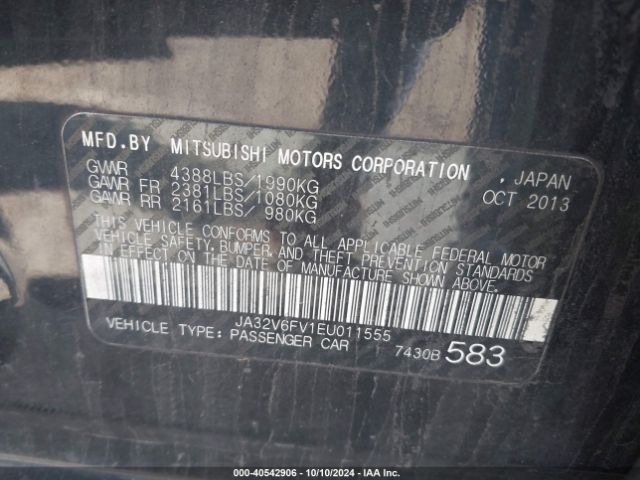 MFD.BY MITSUBISHI MOTORS CORPORATION , JAPAN
GVWR 4388LBS/1990KG OCT 2013
GAWR FR 2381LBS/1080KG
GAWR RR 2161LBS/ 980KG
THIS VEHICLE CONFORMS TO ALL APPLICABLE FEDERAL MOTOR
VEHICLE SAFETY, BUMPER, AND THEFT PREVENTION STANDARDS
IN EFFECT ON THE DATE OF MANUFACTURE SHOWN ABOVE.
JA32V6FV1EU011555
VEHICLE TYPE: PASSENGER CAR 7430B 583
000-40542906 - 10/10/2024 - IAA Inc.